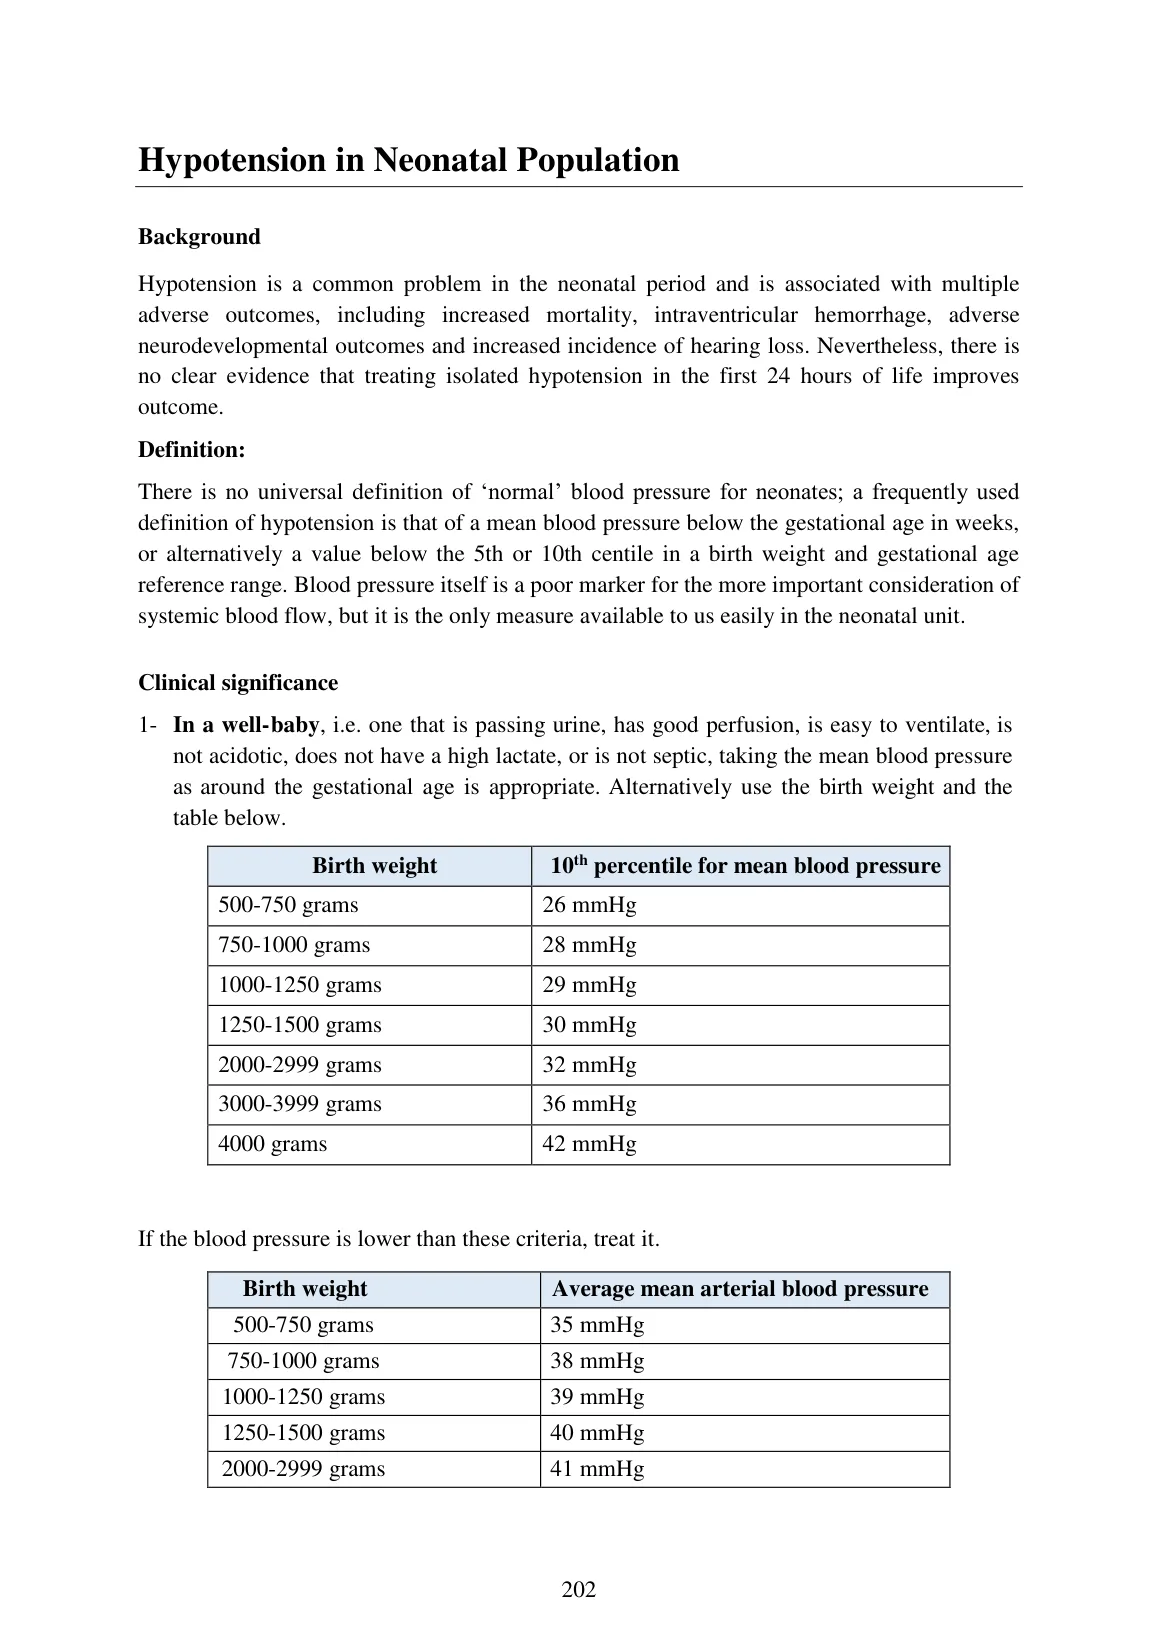 Hypotension in Neonatal Population
Background
Hypotension is a common problem in the neonatal period and is associated with multiple
adverse outcomes, including increased mortality, intraventricular hemorrhage, adverse
neurodevelopmental outcomes and increased incidence of hearing loss. Nevertheless, there is
no clear evidence that treating isolated hypotension in the first 24 hours of life improves
outcome.
Definition:
There is no universal definition of ‘normal’ blood pressure for neonates; a frequently used
definition of hypotension is that of a mean blood pressure below the gestational age in weeks,
or alternatively a value below the 5th or 10th centile in a birth weight and gestational age
reference range. Blood pressure itself is a poor marker for the more important consideration of
systemic blood flow, but it is the only measure available to us easily in the neonatal unit.
Clinical significance
1- In a well-baby, i.e. one that is passing urine, has good perfusion, is easy to ventilate, is
not acidotic, does not have a high lactate, or is not septic, taking the mean blood pressure
as around the gestational age is appropriate. Alternatively use the birth weight and the
table below.
Birth weight 10th percentile for mean blood pressure
500-750 grams 26 mmHg
750-1000 grams 28 mmHg
1000-1250 grams 29 mmHg
1250-1500 grams 30 mmHg
2000-2999 grams 32 mmHg
3000-3999 grams 36 mmHg
4000 grams 42 mmHg
If the blood pressure is lower than these criteria, treat it.
Birth weight Average mean arterial blood pressure
500-750 grams 35 mmHg
750-1000 grams 38 mmHg
1000-1250 grams 39 mmHg
1250-1500 grams 40 mmHg
2000-2999 grams 41 mmHg
202